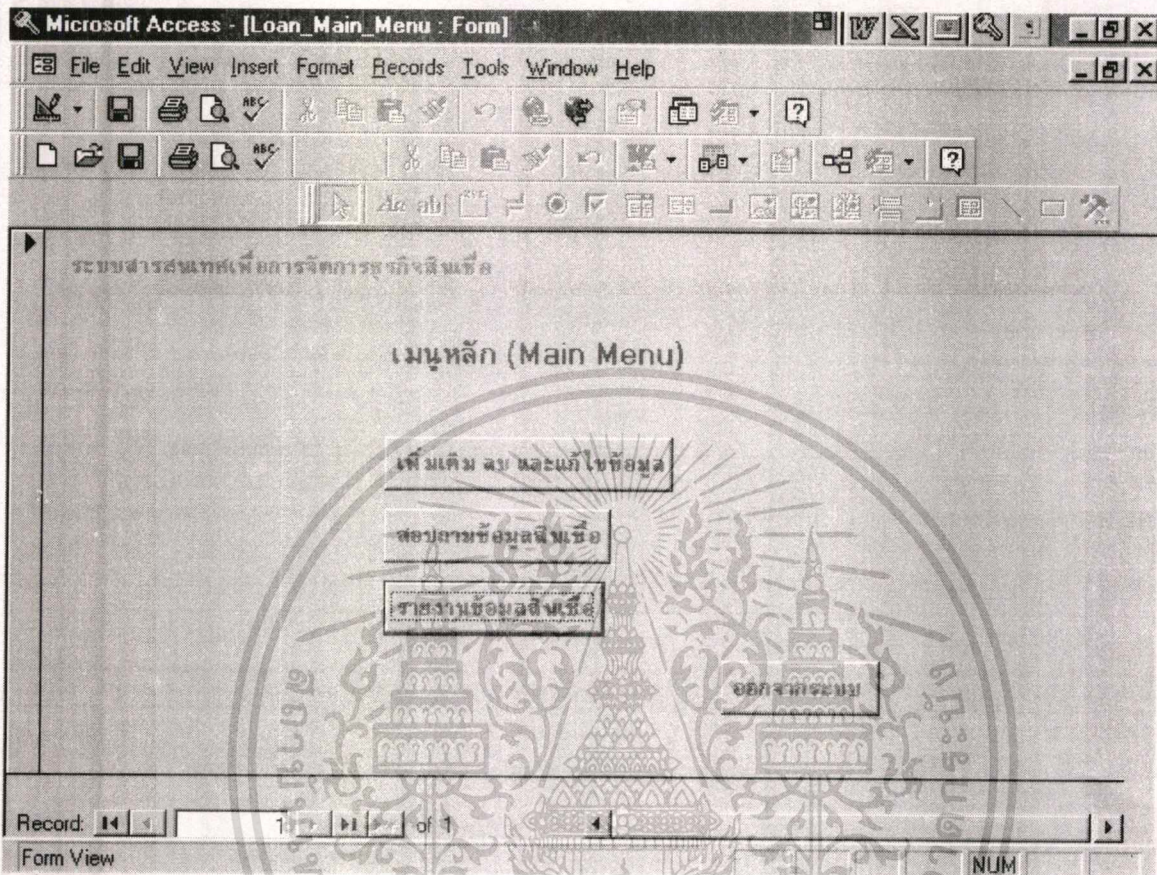 Microsoft Access - [Loan_Main_Menu : Form]
File Edit View Insert Format Records Tools Window Help
ระบบสารสนเทศเพื่อการจัดการธุรกิจสินเชื่อ
เมนูหลัก (Main Menu)
เพิ่มเติม ลบ และแก้ไขข้อมูล
สอบถามข้อมูลสินเชื่อ
รายงานข้อมูลสินเชื่อ
ออกจากระบบ
Record: 1 of 1
Form View NUM